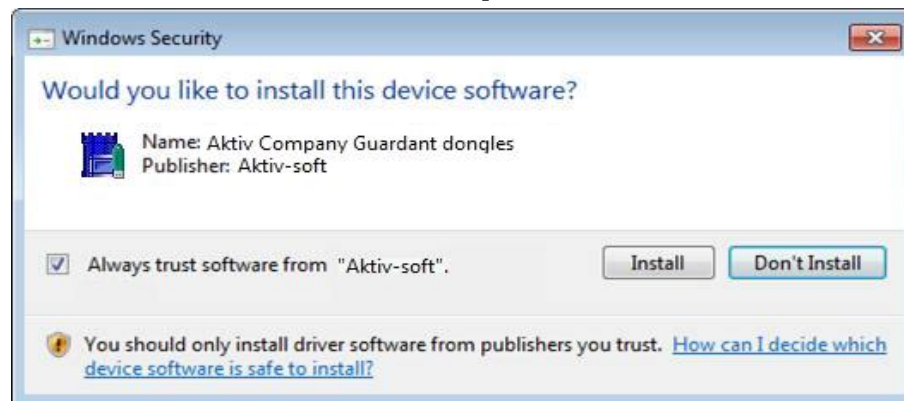 Windows Security
Would you like to install this device software?
Name: Aktiv Company Guardant dongles
Publisher: Aktiv-soft
Always trust software from "Aktiv-soft".
Install
Don't Install
You should only install driver software from publishers you trust. How can I decide which
device software is safe to install?